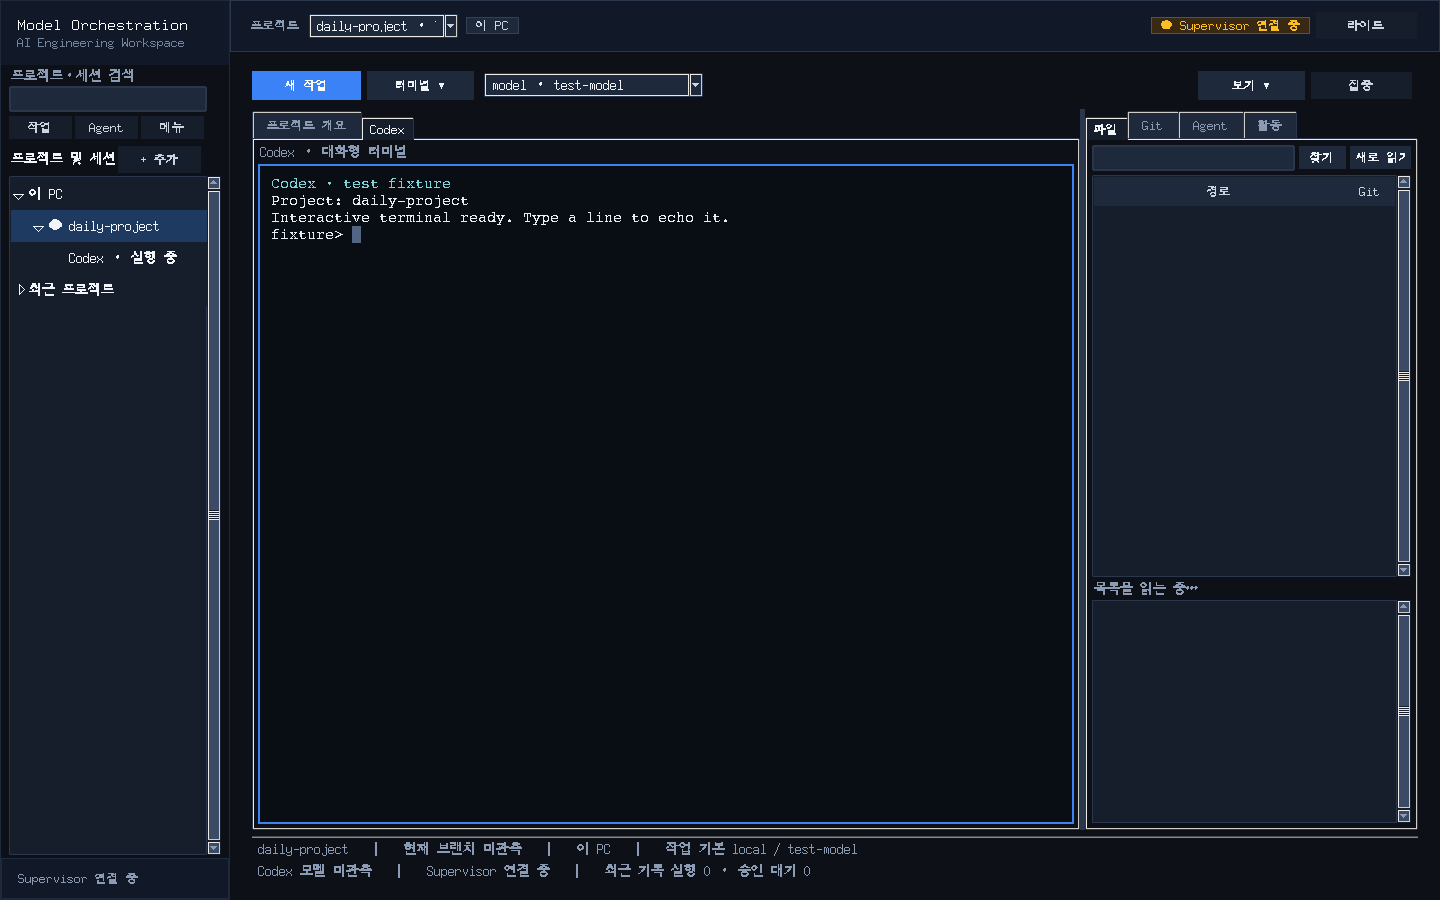 Model Orchestration
AI Engineering Workspace
프로젝트·세션 검색
작업 Agent 메뉴
프로젝트 및 세션 + 추가
이 PC
daily-project
Codex · 실행 중
최근 프로젝트
Supervisor 연결 중
프로젝트 daily-project · 이 PC
Supervisor 연결 중 라이트
새 작업 터미널 ▾ model · test-model 보기 ▾ 집중
프로젝트 개요 Codex
Codex · 대화형 터미널
Codex · test fixture
Project: daily-project
Interactive terminal ready. Type a line to echo it.
fixture>
파일 Git Agent 활동
찾기 새로 읽기
경로 Git
목록을 읽는 중…
daily-project | 현재 브랜치 미관측 | 이 PC | 작업 기본 local / test-model
Codex 모델 미관측 | Supervisor 연결 중 | 최근 기록 실행 0 · 승인 대기 0